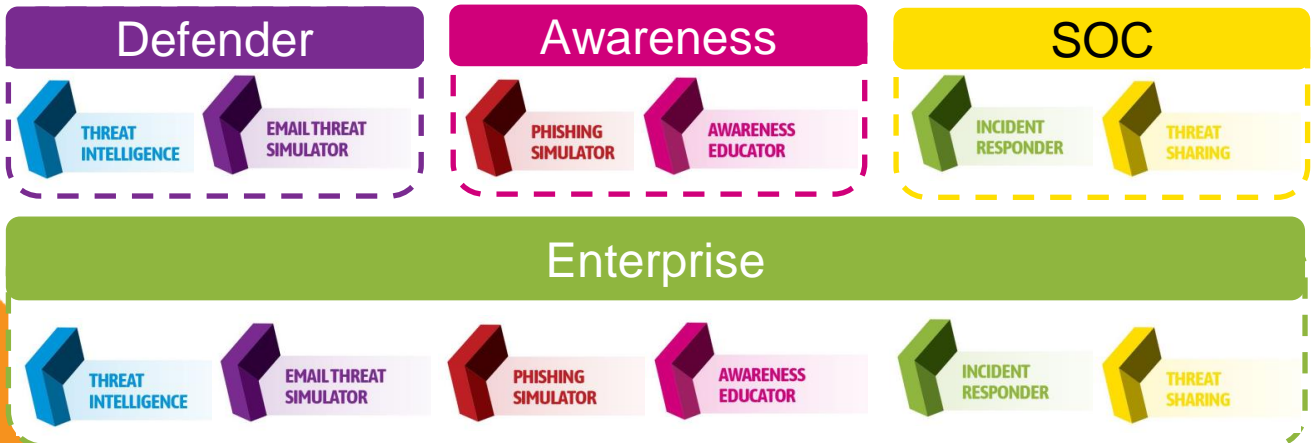 Defender
Awareness
SOC
THREAT
INTELLIGENCE
EMAIL THREAT
SIMULATOR
PHISHING
SIMULATOR
AWARENESS
EDUCATOR
INCIDENT
RESPONDER
THREAT
SHARING
Enterprise
THREAT
INTELLIGENCE
EMAIL THREAT
SIMULATOR
PHISHING
SIMULATOR
AWARENESS
EDUCATOR
INCIDENT
RESPONDER
THREAT
SHARING